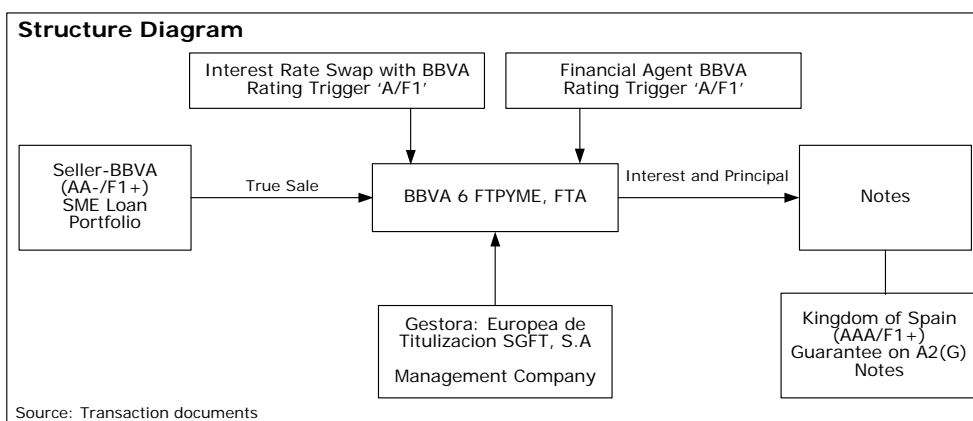 Structure Diagram
Interest Rate Swap with BBVA
Rating Trigger 'A/F1'
Financial Agent BBVA
Rating Trigger 'A/F1'
Seller-BBVA
(AA-/F1+)
SME Loan
Portfolio
True Sale
BBVA 6 FTPYME, FTA
Interest and Principal
Notes
Gestora: Europea de
Titulizacion SGFT, S.A
Management Company
Kingdom of Spain
(AAA/F1+)
Guarantee on A2(G)
Notes
Source: Transaction documents